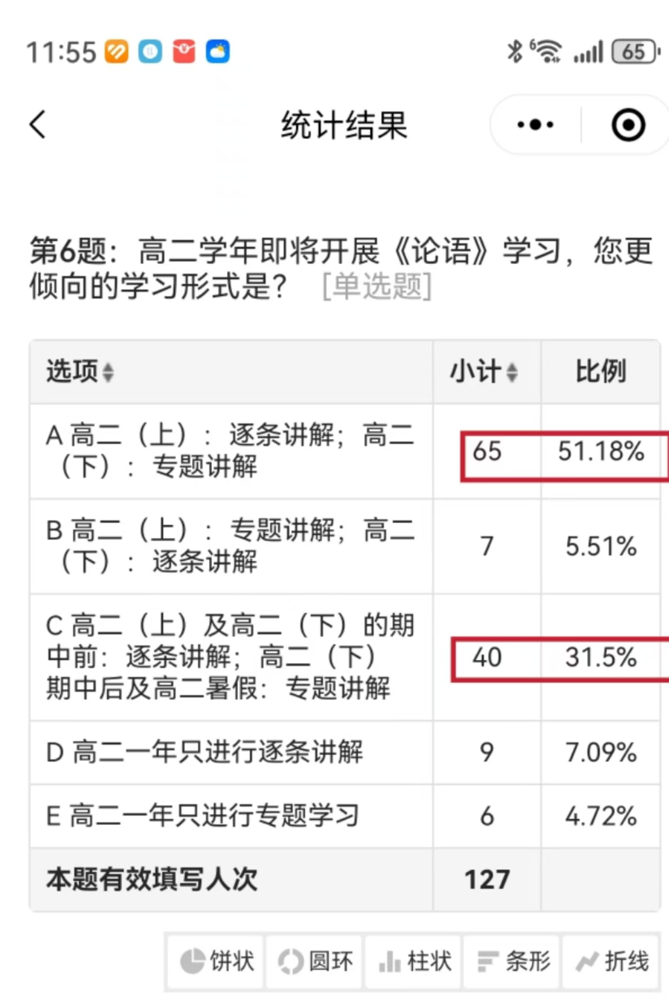 11:55
6
65
统计结果
第6题：高二学年即将开展《论语》学习，您更
倾向的学习形式是？ [单选题]
选项 小计 比例
A 高二（上）：逐条讲解；高二
（下）：专题讲解
65 51.18%
B 高二（上）：专题讲解；高二
（下）：逐条讲解
7 5.51%
C 高二（上）及高二（下）的期
中前：逐条讲解；高二（下）
期中后及高二暑假：专题讲解
40 31.5%
D 高二一年只进行逐条讲解 9 7.09%
E 高二一年只进行专题学习 6 4.72%
本题有效填写人次 127
饼状 圆环 柱状 条形 折线